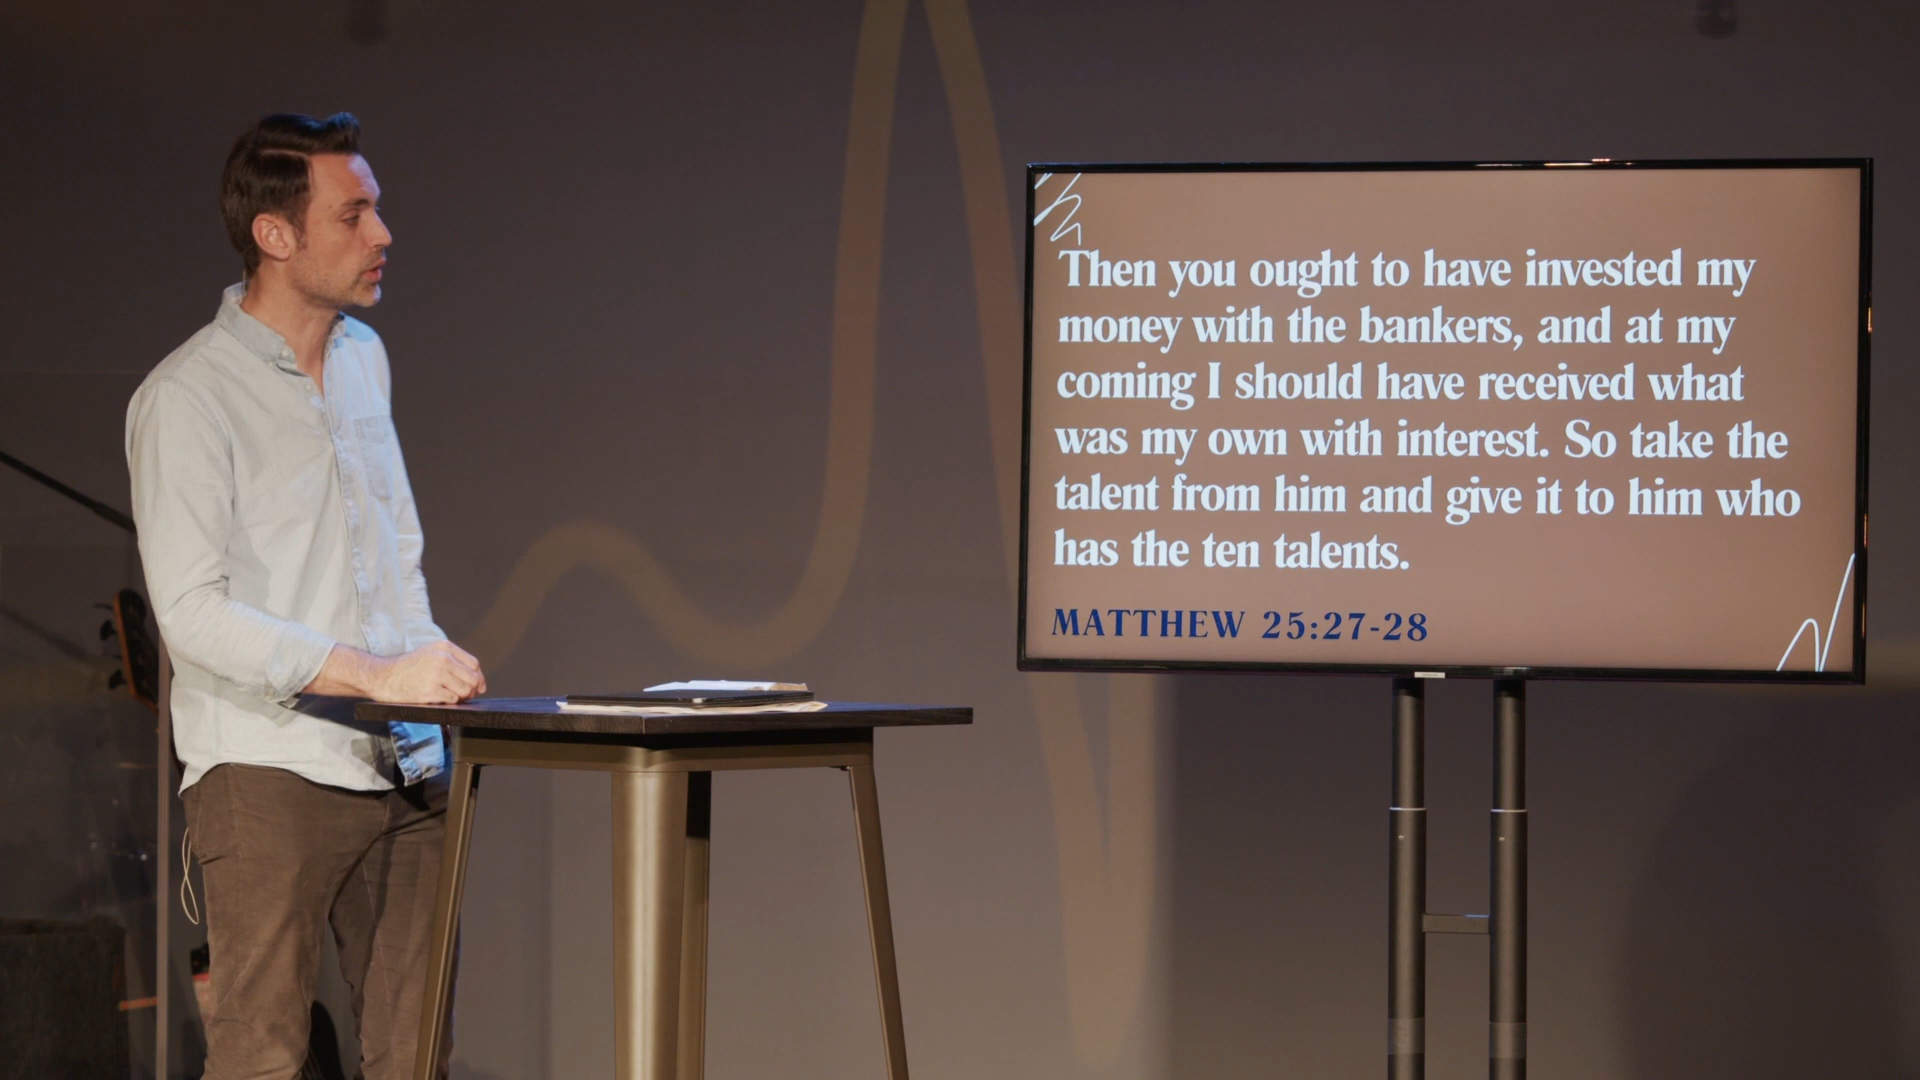 Then you ought to have invested my
money with the bankers, and at my
coming I should have received what
was my own with interest. So take the
talent from him and give it to him who
has the ten talents.
MATTHEW 25:27-28